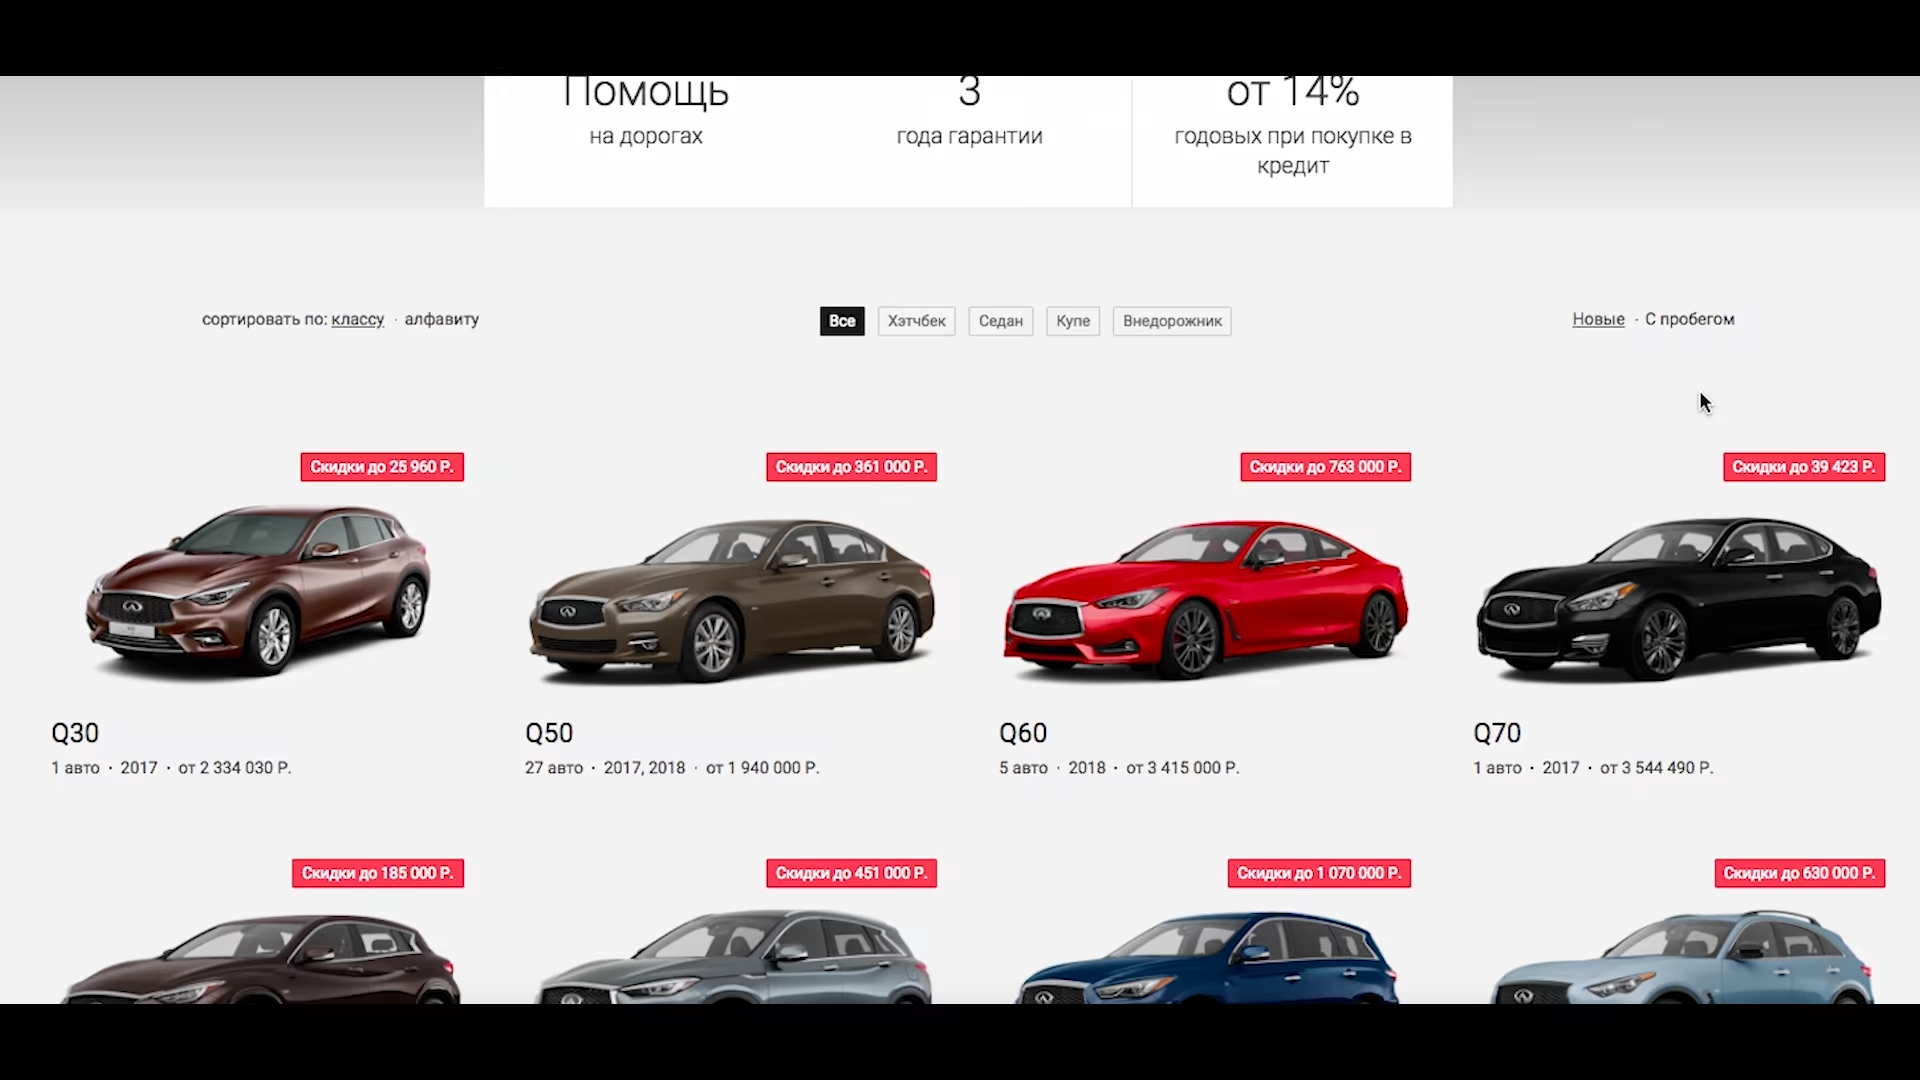 Помощь
на дорогах
3
года гарантии
от 14%
годовых при покупке в
кредит
сортировать по: классу · алфавиту
Все
Хэтчбек
Седан
Купе
Внедорожник
Новые · С пробегом
Скидки до 25 960 Р.
Скидки до 361 000 Р.
Скидки до 763 000 Р.
Скидки до 39 423 Р.
Q30
1 авто · 2017 · от 2 334 030 Р.
Q50
27 авто · 2017, 2018 · от 1 940 000 Р.
Q60
5 авто · 2018 · от 3 415 000 Р.
Q70
1 авто · 2017 · от 3 544 490 Р.
Скидки до 185 000 Р.
Скидки до 451 000 Р.
Скидки до 1 070 000 Р.
Скидки до 630 000 Р.